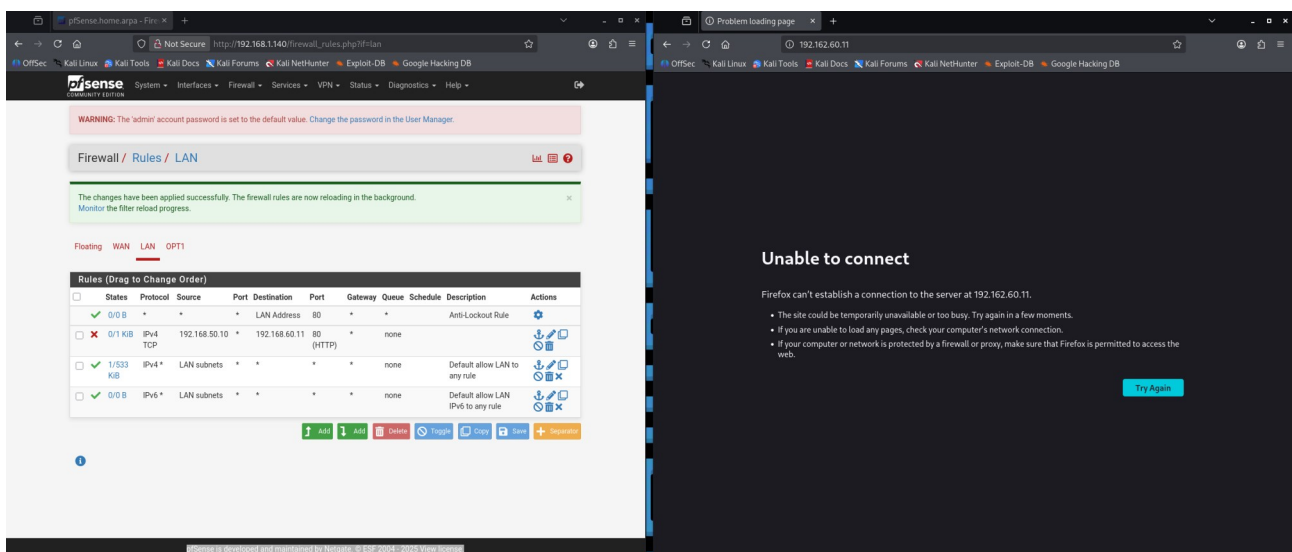 pfSense.home.arpa - Fire
Not Secure http://192.168.1.140/firewall_rules.php?if=lan
OffSec Kali Linux Kali Tools Kali Docs Kali Forums Kali NetHunter Exploit-DB Google Hacking DB
pfsense
COMMUNITY EDITION
System Interfaces Firewall Services VPN Status Diagnostics Help
WARNING: The 'admin' account password is set to the default value. Change the password in the User Manager.
Firewall / Rules / LAN
The changes have been applied successfully. The firewall rules are now reloading in the background.
Monitor the filter reload progress.
Floating WAN LAN OPT1
Rules (Drag to Change Order)
States Protocol Source Port Destination Port Gateway Queue Schedule Description Actions
0/0 B * * * LAN Address 80 * * Anti-Lockout Rule
0/1 KiB IPv4 TCP 192.168.50.10 * 192.168.60.11 80 (HTTP) * none
1/533 KiB IPv4 * LAN subnets * * * * none Default allow LAN to any rule
0/0 B IPv6 * LAN subnets * * * * none Default allow LAN IPv6 to any rule
Add Add Delete Toggle Copy Save Separator
pfSense is developed and maintained by Netgate. © ESF 2004 - 2025 View license.
Problem loading page
192.162.60.11
OffSec Kali Linux Kali Tools Kali Docs Kali Forums Kali NetHunter Exploit-DB Google Hacking DB
Unable to connect
Firefox can't establish a connection to the server at 192.162.60.11.
• The site could be temporarily unavailable or too busy. Try again in a few moments.
• If you are unable to load any pages, check your computer's network connection.
• If your computer or network is protected by a firewall or proxy, make sure that Firefox is permitted to access the
web.
Try Again